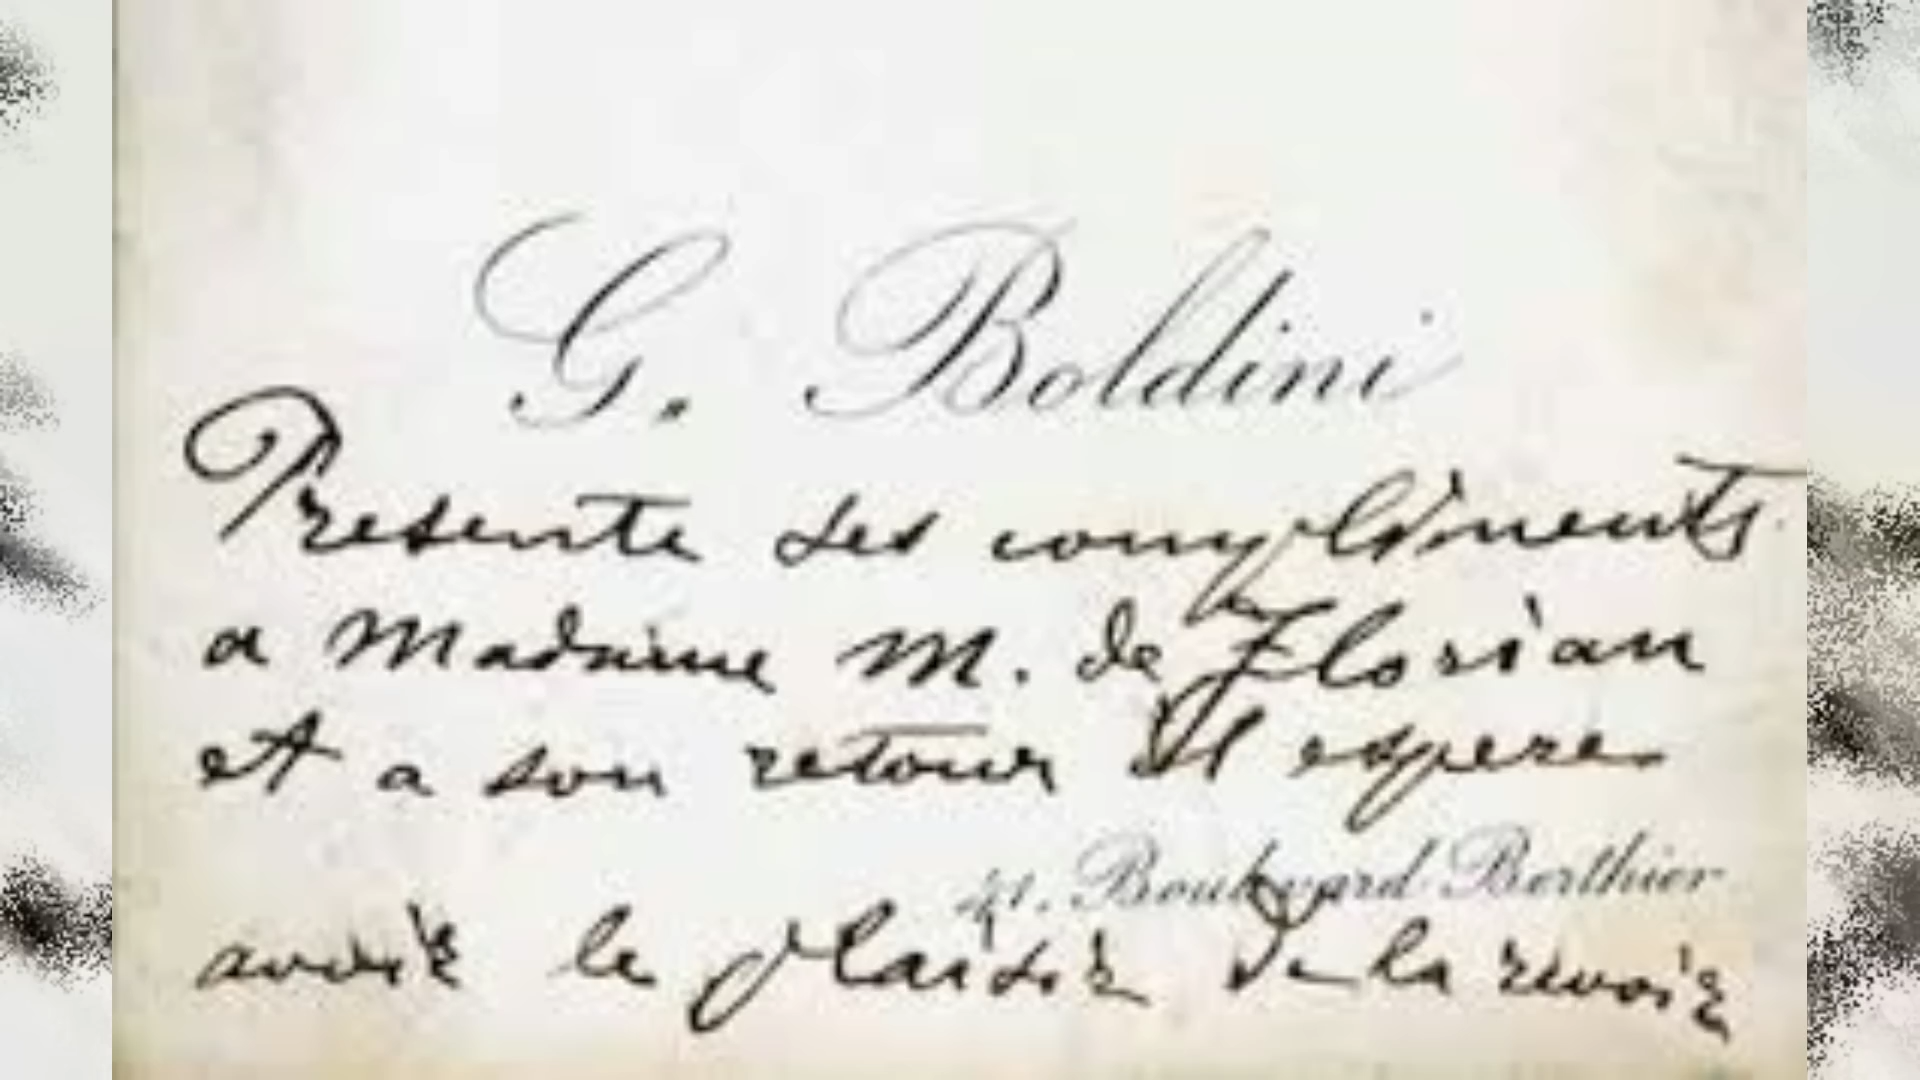 G. Boldini
Presente ses compliments
a Madame M. de Florian
et a son retour il espere
41. Boulevard Berthier
avoir le plaisir de la revoir